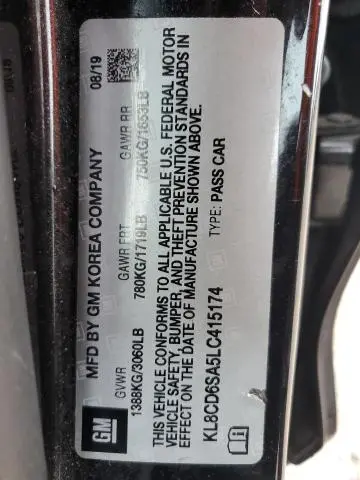 GM
MFD BY GM KOREA COMPANY
08/19
GVWR GAWR FRT GAWR RR
1388KG/3060LB 780KG/1719LB 750KG/1653LB
THIS VEHICLE CONFORMS TO ALL APPLICABLE U.S. FEDERAL MOTOR
VEHICLE SAFETY, BUMPER, AND THEFT PREVENTION STANDARDS IN
EFFECT ON THE DATE OF MANUFACTURE SHOWN ABOVE.
KL8CD6SA5LC415174 TYPE: PASS CAR